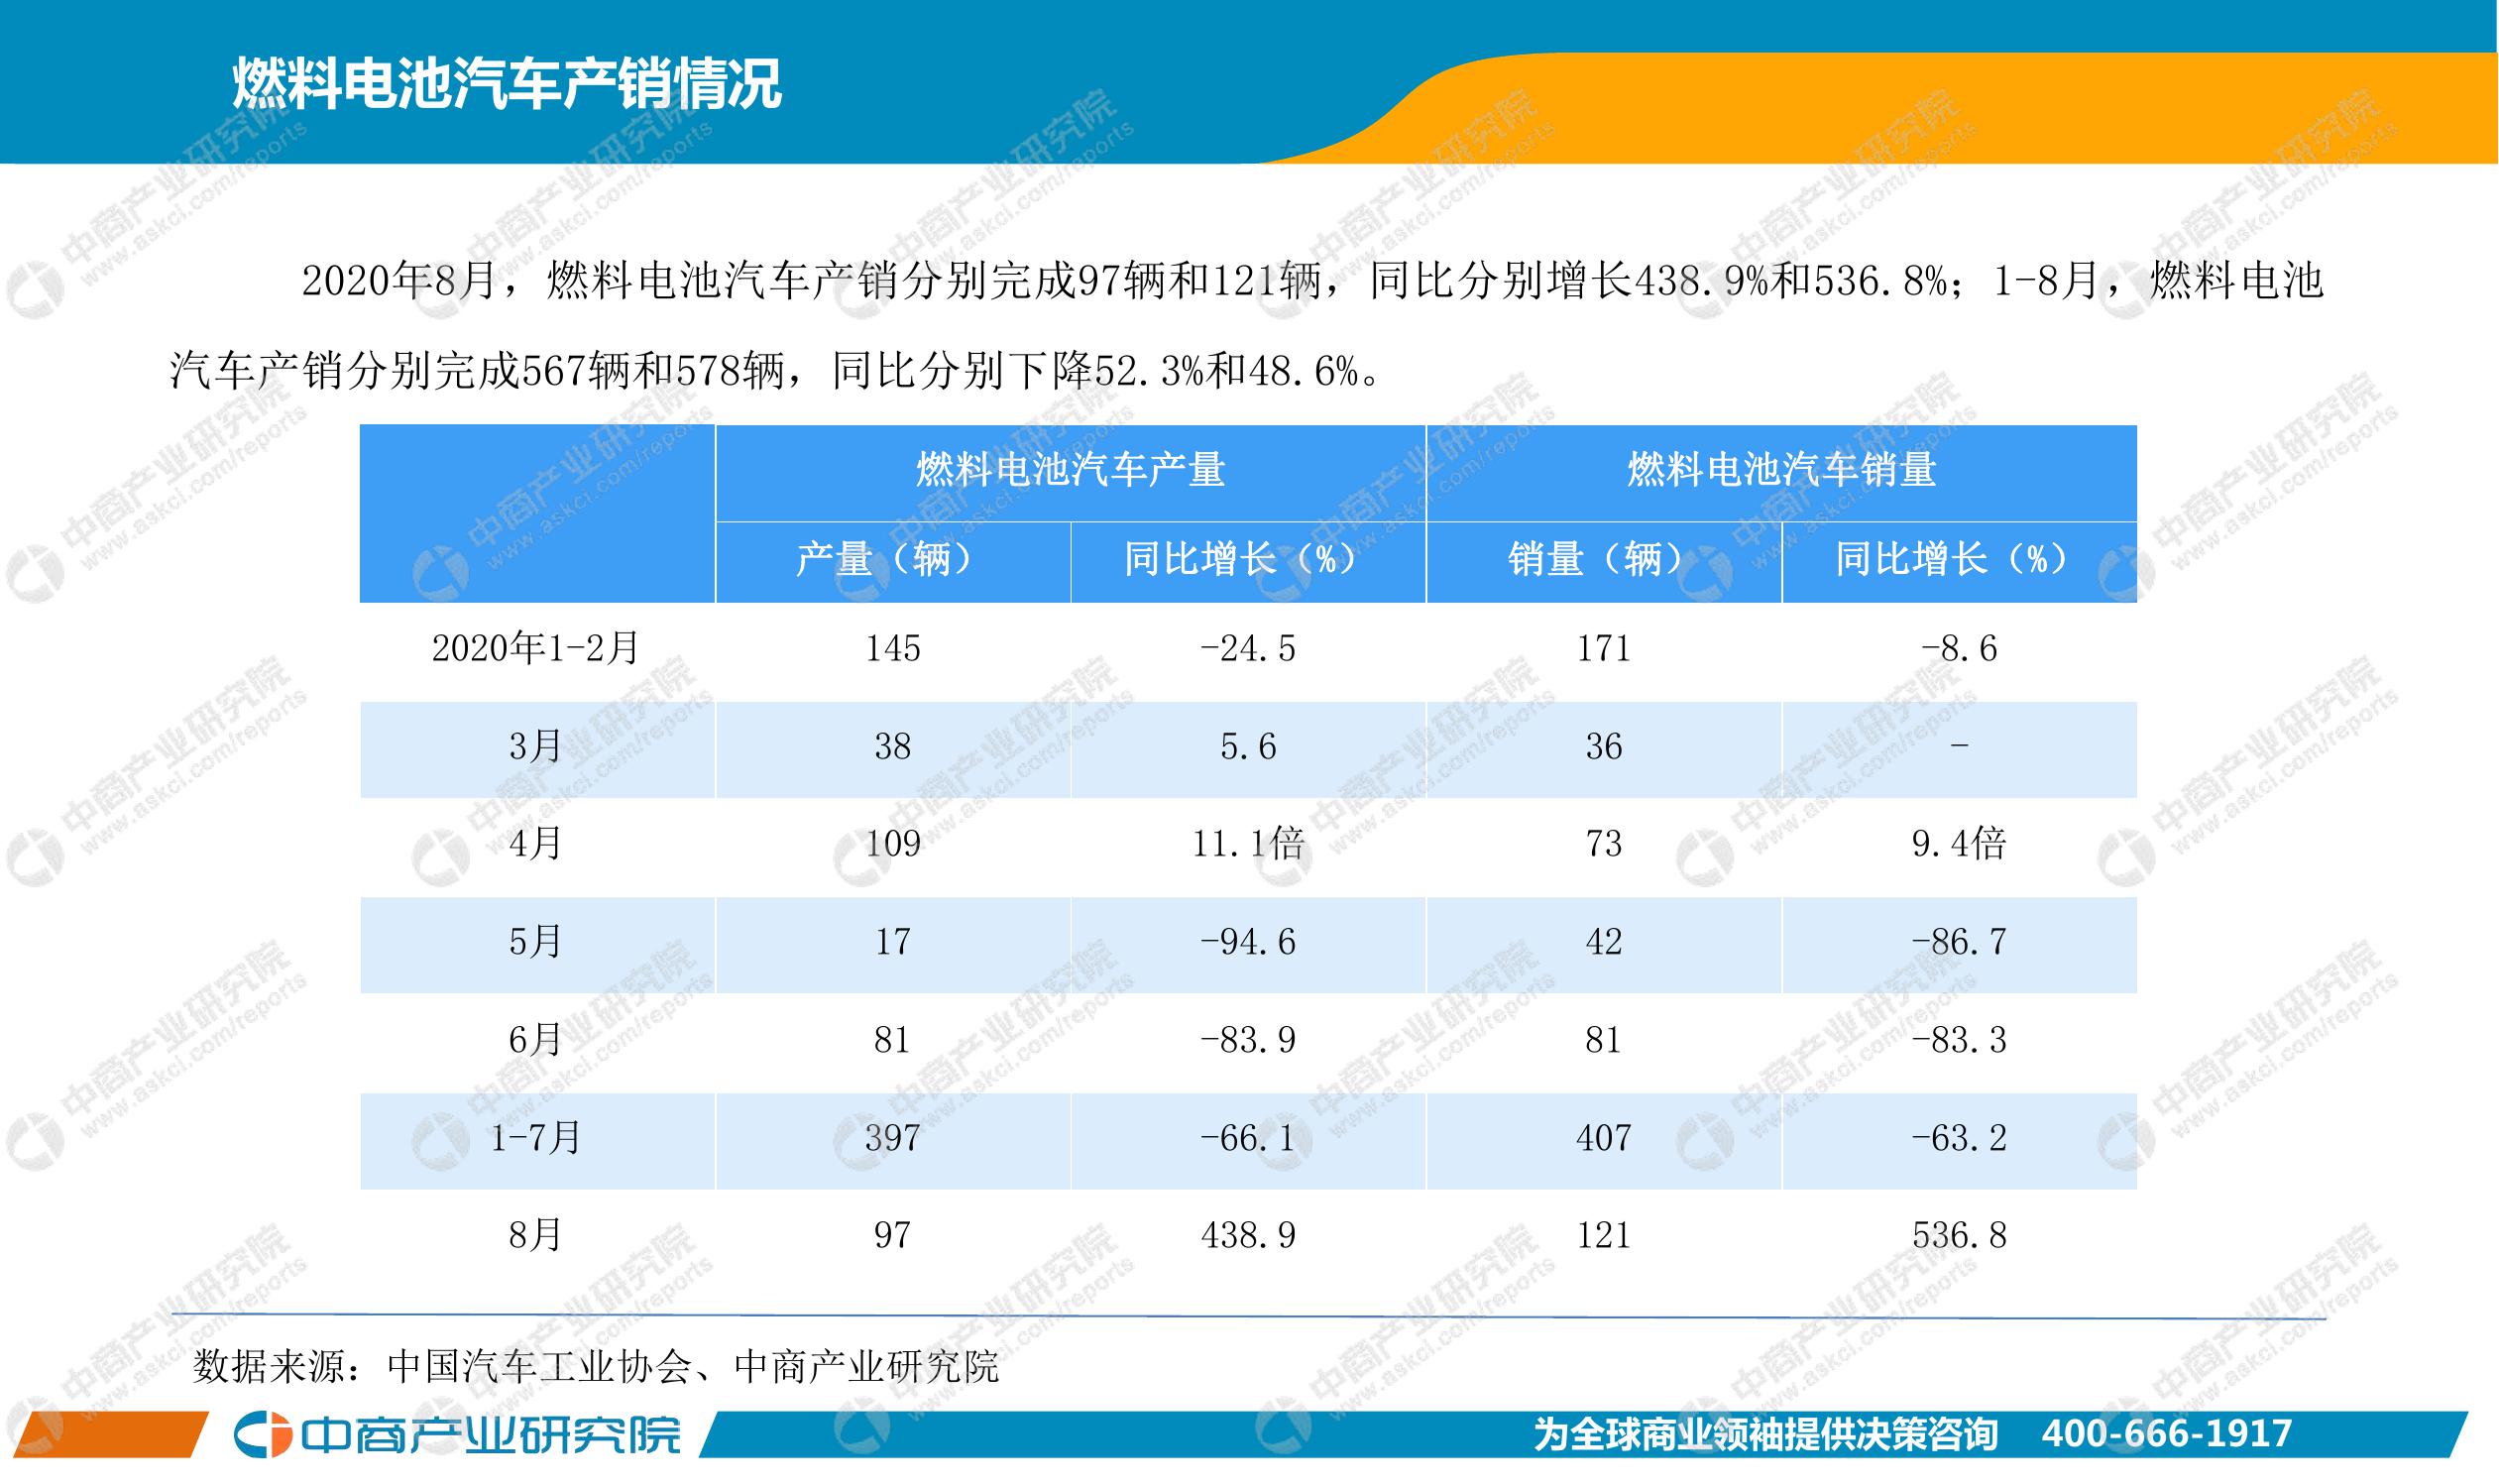 燃料电池汽车产销情况
2020年8月，燃料电池汽车产销分别完成97辆和121辆，同比分别增长438.9%和536.8%；1-8月，燃料电池
汽车产销分别完成567辆和578辆，同比分别下降52.3%和48.6%。
燃料电池汽车产量 燃料电池汽车销量
产量（辆） 同比增长（%） 销量（辆） 同比增长（%）
2020年1-2月 145 -24.5 171 -8.6
3月 38 5.6 36 -
4月 109 11.1倍 73 9.4倍
5月 17 -94.6 42 -86.7
6月 81 -83.9 81 -83.3
1-7月 397 -66.1 407 -63.2
8月 97 438.9 121 536.8
数据来源：中国汽车工业协会、中商产业研究院
中商产业研究院
为全球商业领袖提供决策咨询 400-666-1917
中商产业研究院
www.askci.com/reports